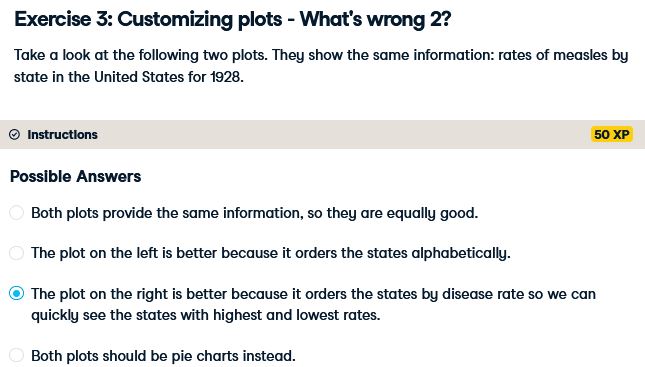 Exercise 3: Customizing plots - What's wrong 2?
Take a look at the following two plots. They show the same information: rates of measles by
state in the United States for 1928.
Instructions
50 XP
Possible Answers
Both plots provide the same information, so they are equally good.
The plot on the left is better because it orders the states alphabetically.
The plot on the right is better because it orders the states by disease rate so we can
quickly see the states with highest and lowest rates.
Both plots should be pie charts instead.